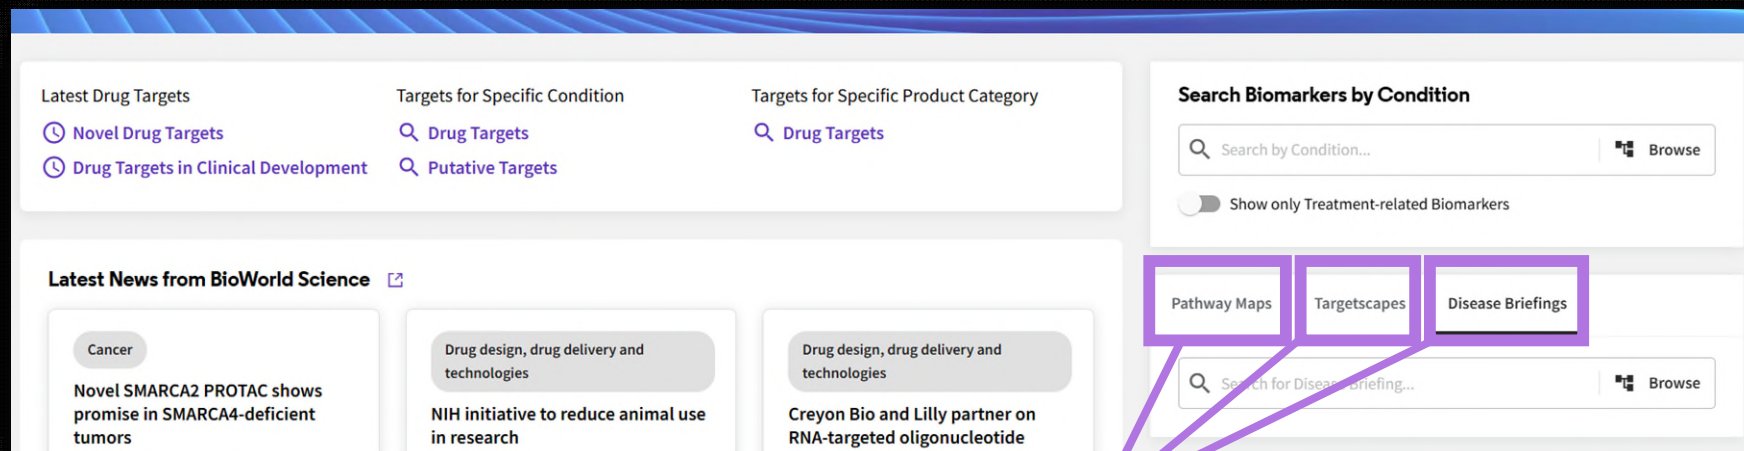 Latest Drug Targets
Novel Drug Targets
Drug Targets in Clinical Development
Targets for Specific Condition
Drug Targets
Putative Targets
Targets for Specific Product Category
Drug Targets
Search Biomarkers by Condition
Search by Condition...
Browse
Show only Treatment-related Biomarkers
Latest News from BioWorld Science
Cancer
Novel SMARCA2 PROTAC shows
promise in SMARCA4-deficient
tumors
Drug design, drug delivery and
technologies
NIH initiative to reduce animal use
in research
Drug design, drug delivery and
technologies
Creyon Bio and Lilly partner on
RNA-targeted oligonucleotide
Pathway Maps
Targetscapes
Disease Briefings
Search for Disease Briefing...
Browse